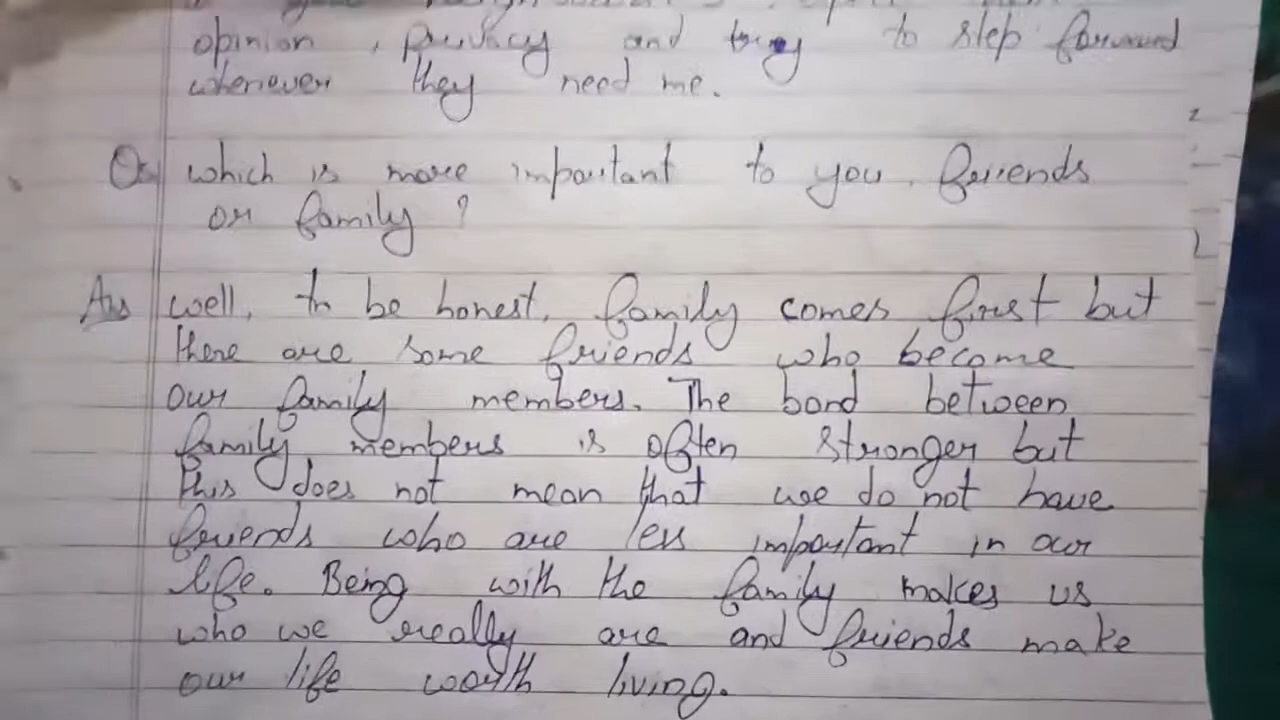 opinion, privacy and try to step forward
whenever they need me.
Q which is more important to you, friends
or family?
Ans well, to be honest, family comes first but
there are some friends who become
our family members. The bond between
family members is often stronger but
this does not mean that we do not have
friends who are less important in our
life. Being with the family makes us
who we really are and friends make
our life worth living.